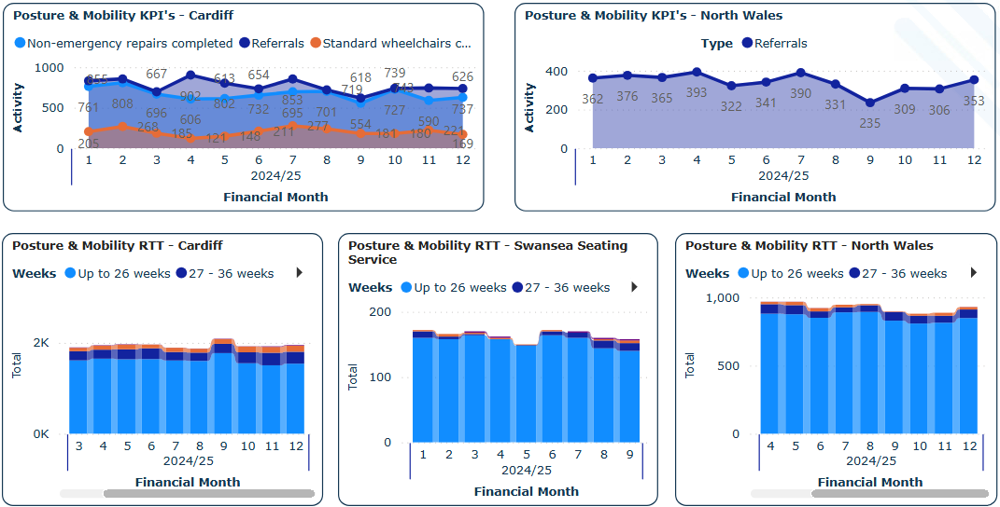 Posture & Mobility KPI's - Cardiff
Non-emergency repairs completed Referrals Standard wheelchairs c...
Activity
1000
500
0
855 667 902 613 654 853 719 618 739 743 626
761 808 696 606 802 732 695 701 554 727 590 737
205 268 185 121 148 211 277 181 180 221 169
1 2 3 4 5 6 7 8 9 10 11 12
2024/25
Financial Month
Posture & Mobility KPI's - North Wales
Type Referrals
Activity
400
200
0
362 376 365 393 322 341 390 331 235 309 306 353
1 2 3 4 5 6 7 8 9 10 11 12
2024/25
Financial Month
Posture & Mobility RTT - Cardiff
Weeks Up to 26 weeks 27 - 36 weeks
Total
2K
0K
3 4 5 6 7 8 9 10 11 12
2024/25
Financial Month
Posture & Mobility RTT - Swansea Seating
Service
Weeks Up to 26 weeks 27 - 36 weeks
Total
200
100
0
1 2 3 4 5 6 7 8 9
2024/25
Financial Month
Posture & Mobility RTT - North Wales
Weeks Up to 26 weeks 27 - 36 weeks
Total
1,000
500
0
4 5 6 7 8 9 10 11 12
2024/25
Financial Month